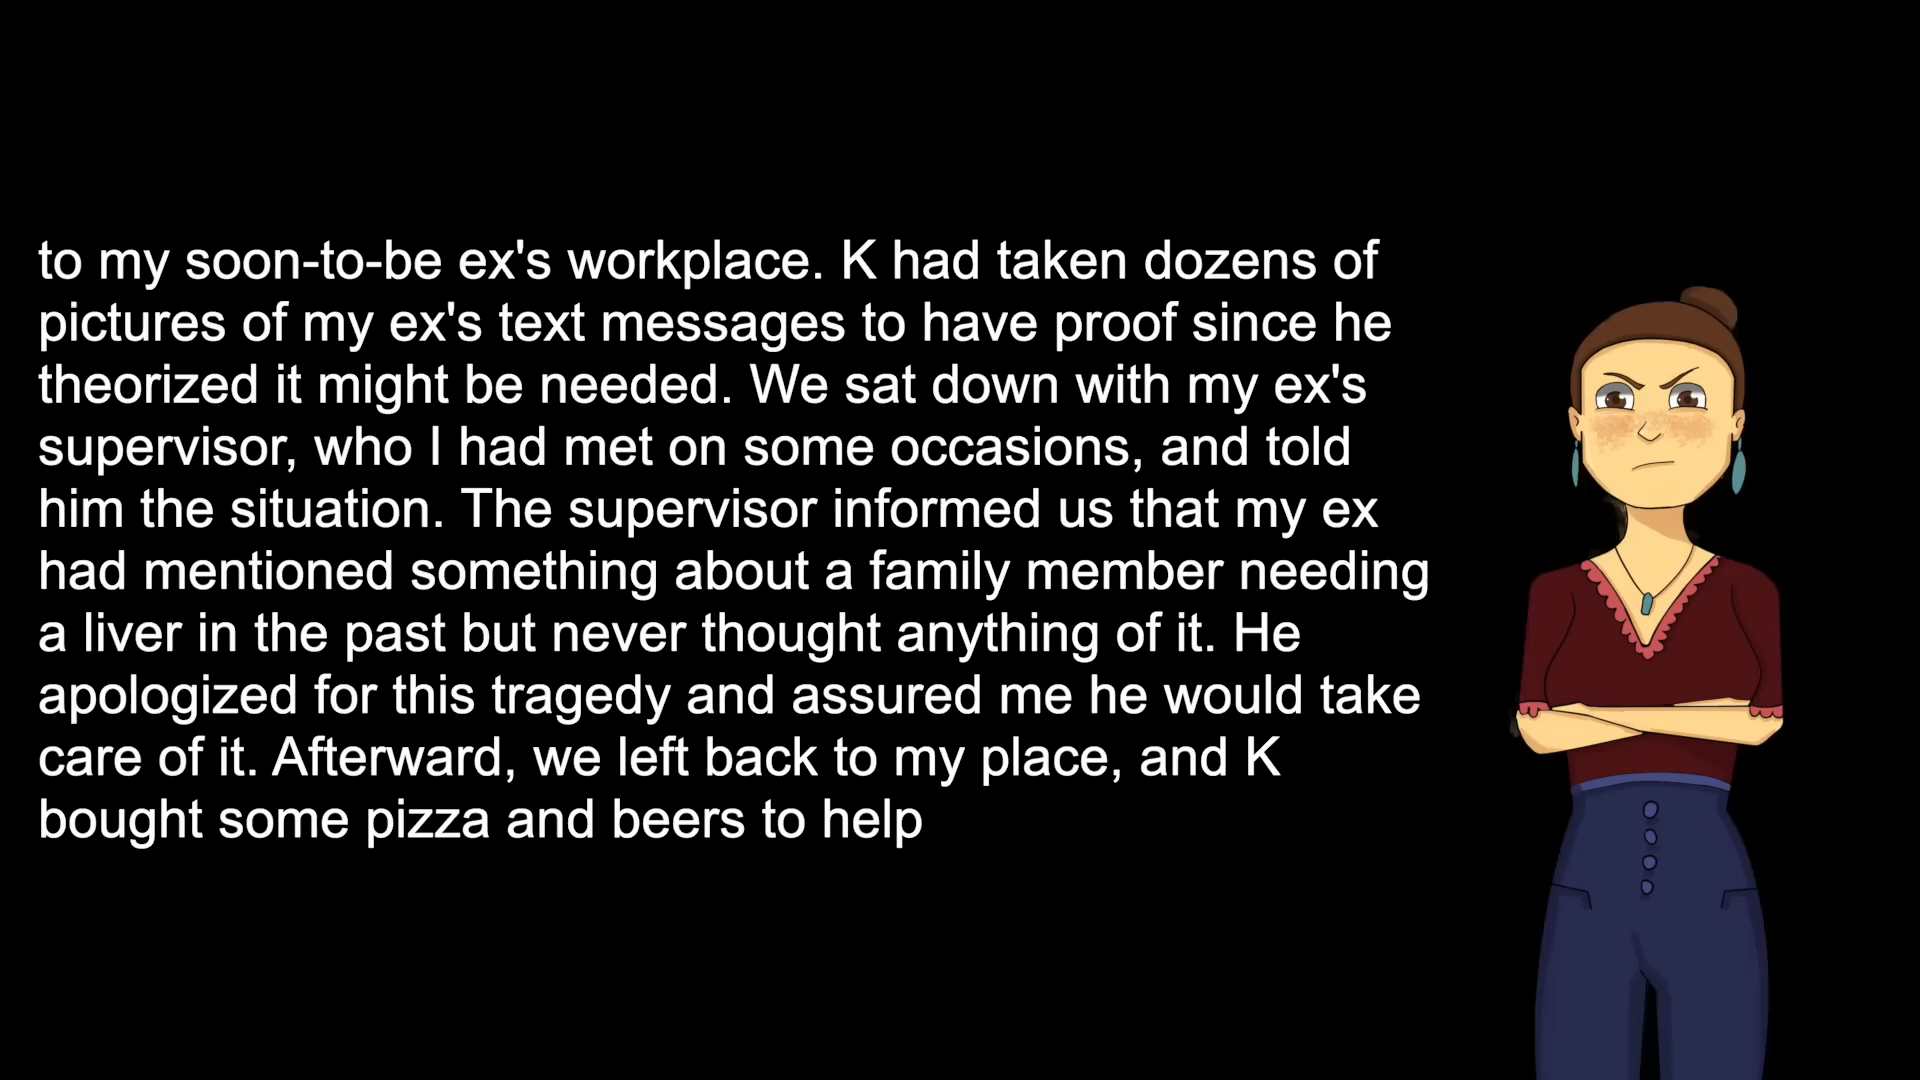 to my soon-to-be ex's workplace. K had taken dozens of
pictures of my ex's text messages to have proof since he
theorized it might be needed. We sat down with my ex's
supervisor, who I had met on some occasions, and told
him the situation. The supervisor informed us that my ex
had mentioned something about a family member needing
a liver in the past but never thought anything of it. He
apologized for this tragedy and assured me he would take
care of it. Afterward, we left back to my place, and K
bought some pizza and beers to help